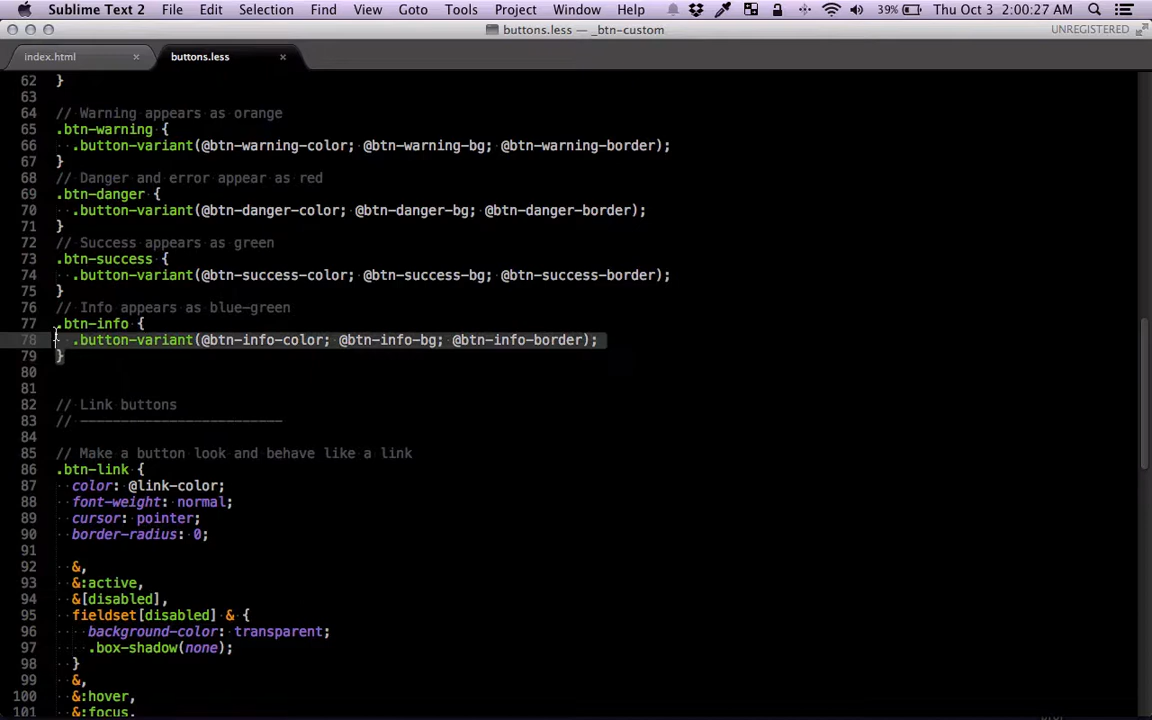 Sublime Text 2 File Edit Selection Find View Goto Tools Project Window Help 39% Thu Oct 3 2:00:27 AM
buttons.less — _btn-custom UNREGISTERED
index.html × buttons.less ×
62 }
63
64 // Warning appears as orange
65 .btn-warning {
66 .button-variant(@btn-warning-color; @btn-warning-bg; @btn-warning-border);
67 }
68 // Danger and error appear as red
69 .btn-danger {
70 .button-variant(@btn-danger-color; @btn-danger-bg; @btn-danger-border);
71 }
72 // Success appears as green
73 .btn-success {
74 .button-variant(@btn-success-color; @btn-success-bg; @btn-success-border);
75 }
76 // Info appears as blue-green
77 .btn-info {
78 .button-variant(@btn-info-color; @btn-info-bg; @btn-info-border);
79 }
80
81
82 // Link buttons
83 // -------------------------
84
85 // Make a button look and behave like a link
86 .btn-link {
87 color: @link-color;
88 font-weight: normal;
89 cursor: pointer;
90 border-radius: 0;
91
92 &,
93 &:active,
94 &[disabled],
95 fieldset[disabled] & {
96 background-color: transparent;
97 .box-shadow(none);
98 }
99 &,
100 &:hover,
101 &:focus,